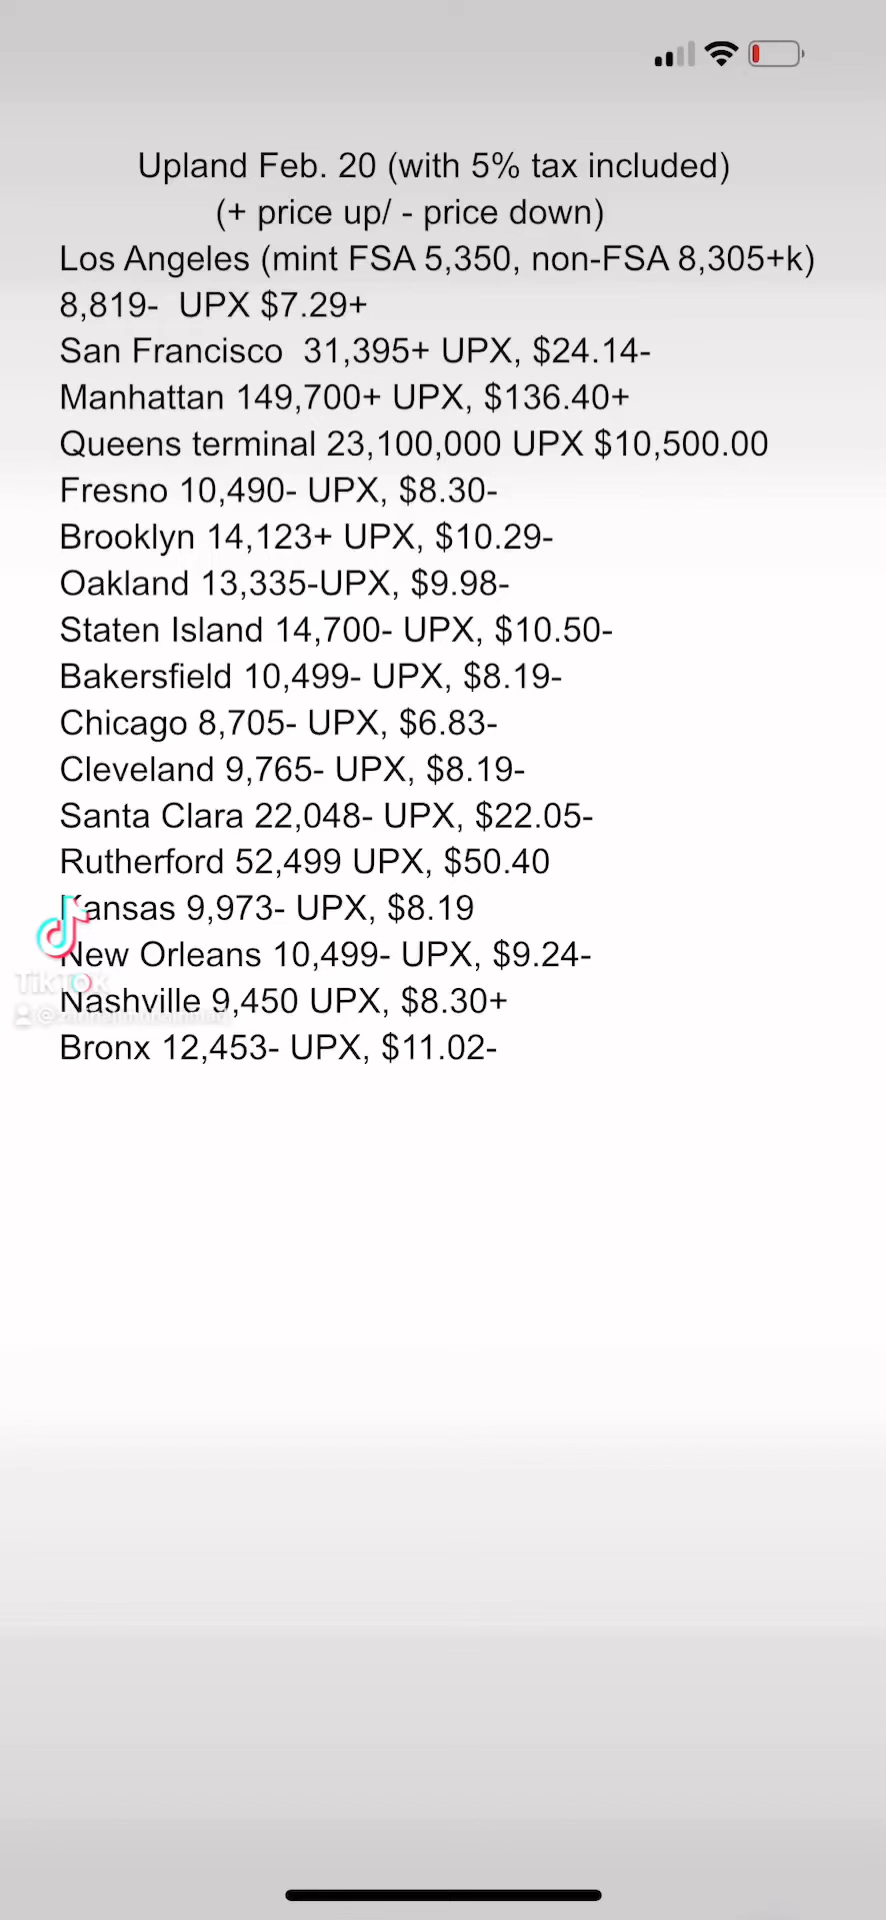 Upland Feb. 20 (with 5% tax included)
(+ price up/ - price down)
Los Angeles (mint FSA 5,350, non-FSA 8,305+k)
8,819-  UPX $7.29+
San Francisco  31,395+ UPX, $24.14-
Manhattan 149,700+ UPX, $136.40+
Queens terminal 23,100,000 UPX $10,500.00
Fresno 10,490- UPX, $8.30-
Brooklyn 14,123+ UPX, $10.29-
Oakland 13,335-UPX, $9.98-
Staten Island 14,700- UPX, $10.50-
Bakersfield 10,499- UPX, $8.19-
Chicago 8,705- UPX, $6.83-
Cleveland 9,765- UPX, $8.19-
Santa Clara 22,048- UPX, $22.05-
Rutherford 52,499 UPX, $50.40
Kansas 9,973- UPX, $8.19
New Orleans 10,499- UPX, $9.24-
TikTok
Nashville 9,450 UPX, $8.30+
Bronx 12,453- UPX, $11.02-